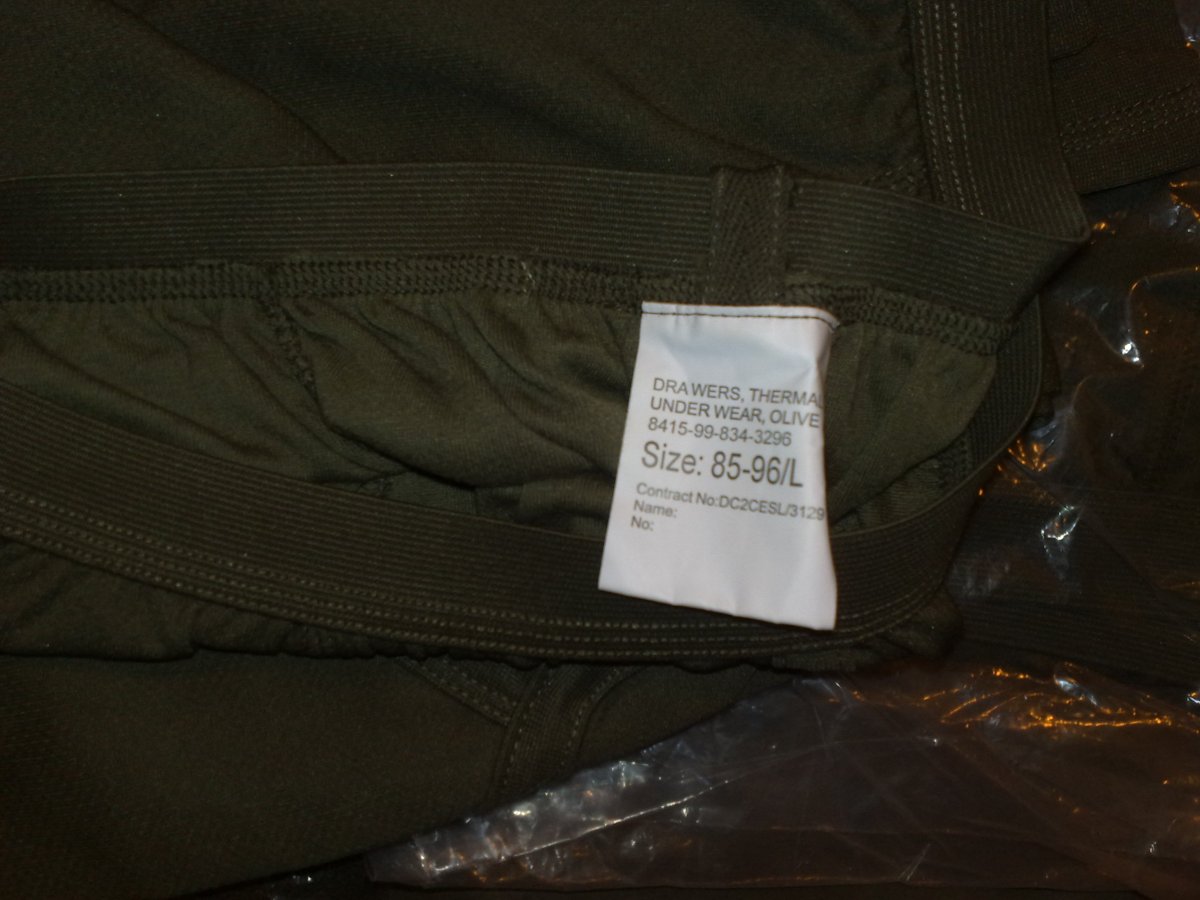 DRAWERS, THERMAL
UNDER WEAR, OLIVE
8415-99-834-3296
Size: 85-96/L
Contract No:DC2CESL/3129
Name:
No: